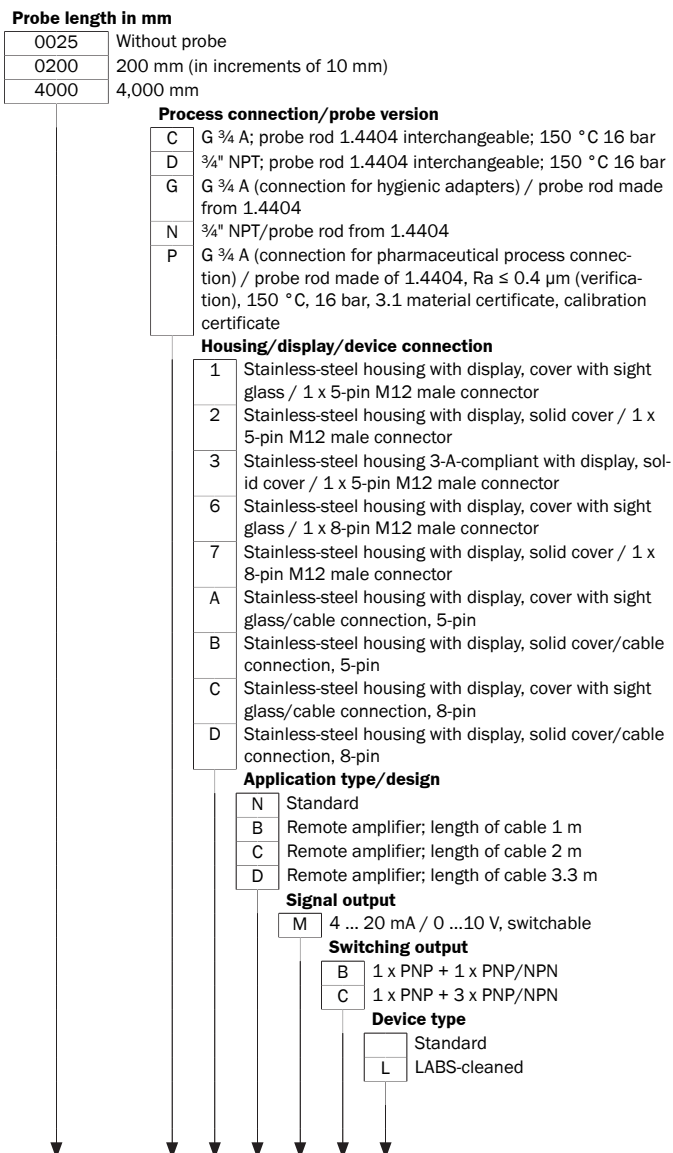 Probe length in mm
0025 Without probe
0200 200 mm (in increments of 10 mm)
4000 4,000 mm
Process connection/probe version
C G ¾ A; probe rod 1.4404 interchangeable; 150 °C 16 bar
D ¾" NPT; probe rod 1.4404 interchangeable; 150 °C 16 bar
G G ¾ A (connection for hygienic adapters) / probe rod made
from 1.4404
N ¾" NPT/probe rod from 1.4404
P G ¾ A (connection for pharmaceutical process connec-
tion) / probe rod made of 1.4404, Ra ≤ 0.4 µm (verifica-
tion), 150 °C, 16 bar, 3.1 material certificate, calibration
certificate
Housing/display/device connection
1 Stainless-steel housing with display, cover with sight
glass / 1 x 5-pin M12 male connector
2 Stainless-steel housing with display, solid cover / 1 x
5-pin M12 male connector
3 Stainless-steel housing 3-A-compliant with display, sol-
id cover / 1 x 5-pin M12 male connector
6 Stainless-steel housing with display, cover with sight
glass / 1 x 8-pin M12 male connector
7 Stainless-steel housing with display, solid cover / 1 x
8-pin M12 male connector
A Stainless-steel housing with display, cover with sight
glass/cable connection, 5-pin
B Stainless-steel housing with display, solid cover/cable
connection, 5-pin
C Stainless-steel housing with display, cover with sight
glass/cable connection, 8-pin
D Stainless-steel housing with display, solid cover/cable
connection, 8-pin
Application type/design
N Standard
B Remote amplifier; length of cable 1 m
C Remote amplifier; length of cable 2 m
D Remote amplifier; length of cable 3.3 m
Signal output
M 4 ... 20 mA / 0 ...10 V, switchable
Switching output
B 1 x PNP + 1 x PNP/NPN
C 1 x PNP + 3 x PNP/NPN
Device type
Standard
L LABS-cleaned